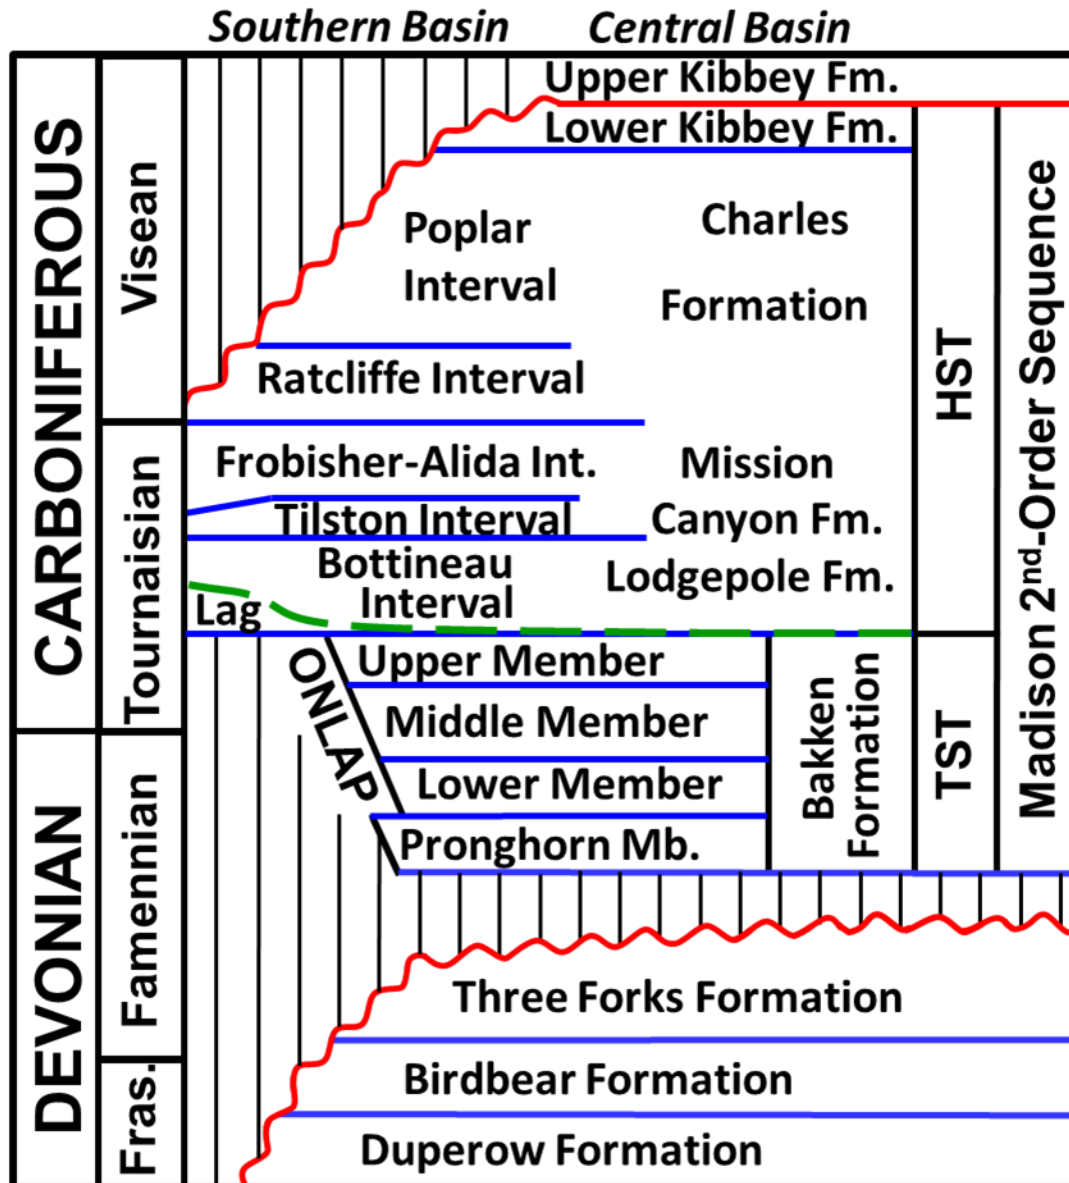 Southern Basin
Central Basin
CARBONIFEROUS
DEVONIAN
Visean
Tournaisian
Famennian
Fras.
Upper Kibbey Fm.
Lower Kibbey Fm.
Poplar
Interval
Charles
Formation
Ratcliffe Interval
Frobisher-Alida Int.
Mission
Canyon Fm.
Tilston Interval
Bottineau
Interval
Lodgepole Fm.
Lag
ONLAP
Upper Member
Middle Member
Lower Member
Pronghorn Mb.
Bakken
Formation
HST
TST
Madison 2nd-Order Sequence
Three Forks Formation
Birdbear Formation
Duperow Formation